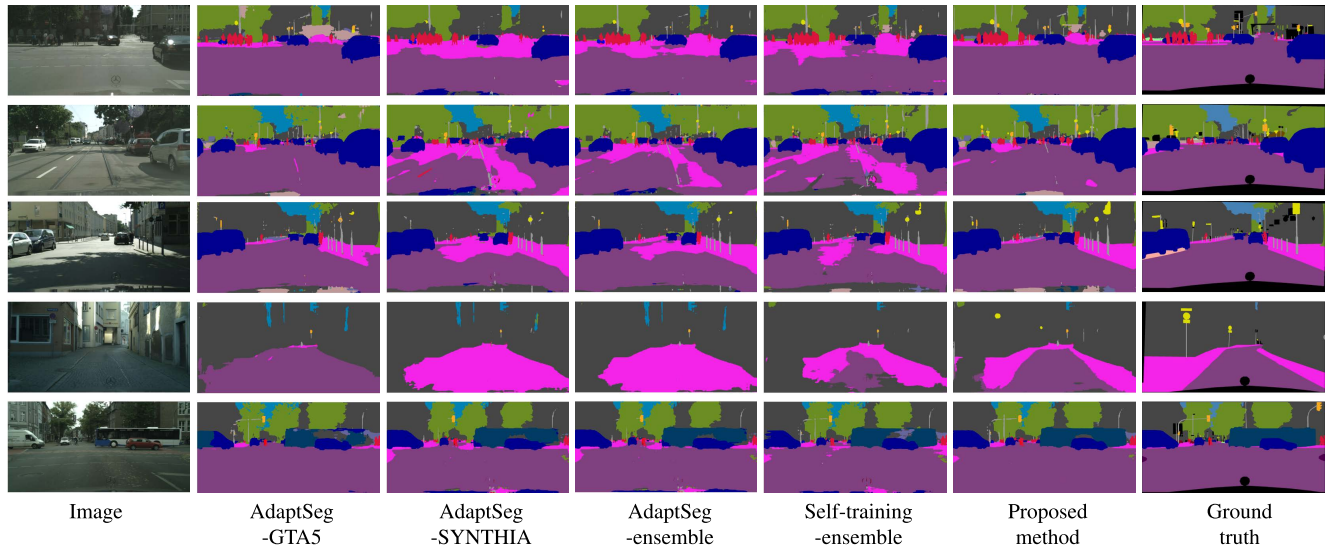 Image
AdaptSeg
-GTA5
AdaptSeg
-SYNTHIA
AdaptSeg
-ensemble
Self-training
-ensemble
Proposed
method
Ground
truth